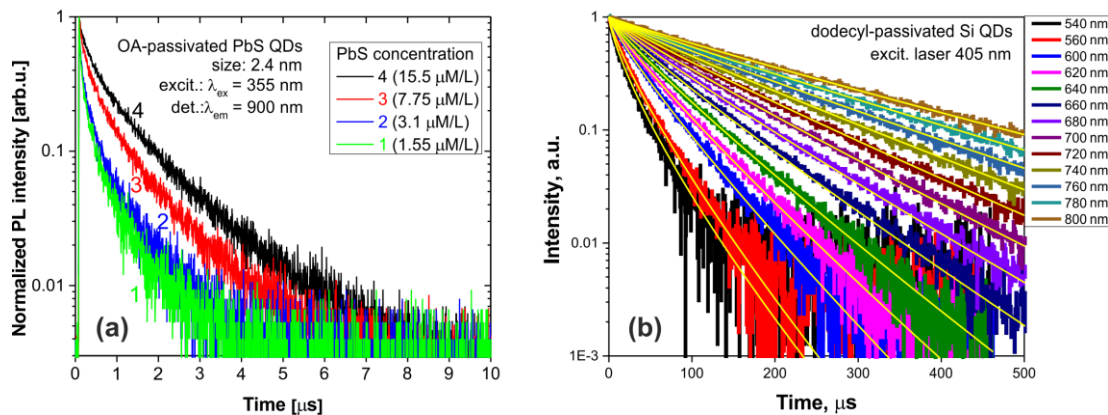 OA-passivated PbS QDs
size: 2.4 nm
excit.: λex = 355 nm
det.:λem = 900 nm
PbS concentration
4 (15.5 μM/L)
3 (7.75 μM/L)
2 (3.1 μM/L)
1 (1.55 μM/L)
4
3
2
1
(a)
Normalized PL intensity [arb.u.]
1
0.1
0.01
0 1 2 3 4 5 6 7 8 9 10
Time [μs]
dodecyl-passivated Si QDs
excit. laser 405 nm
540 nm
560 nm
600 nm
620 nm
640 nm
660 nm
680 nm
700 nm
720 nm
740 nm
760 nm
780 nm
800 nm
(b)
Intensity, a.u.
1
0.1
0.01
1E-3
0 100 200 300 400 500
Time, μs